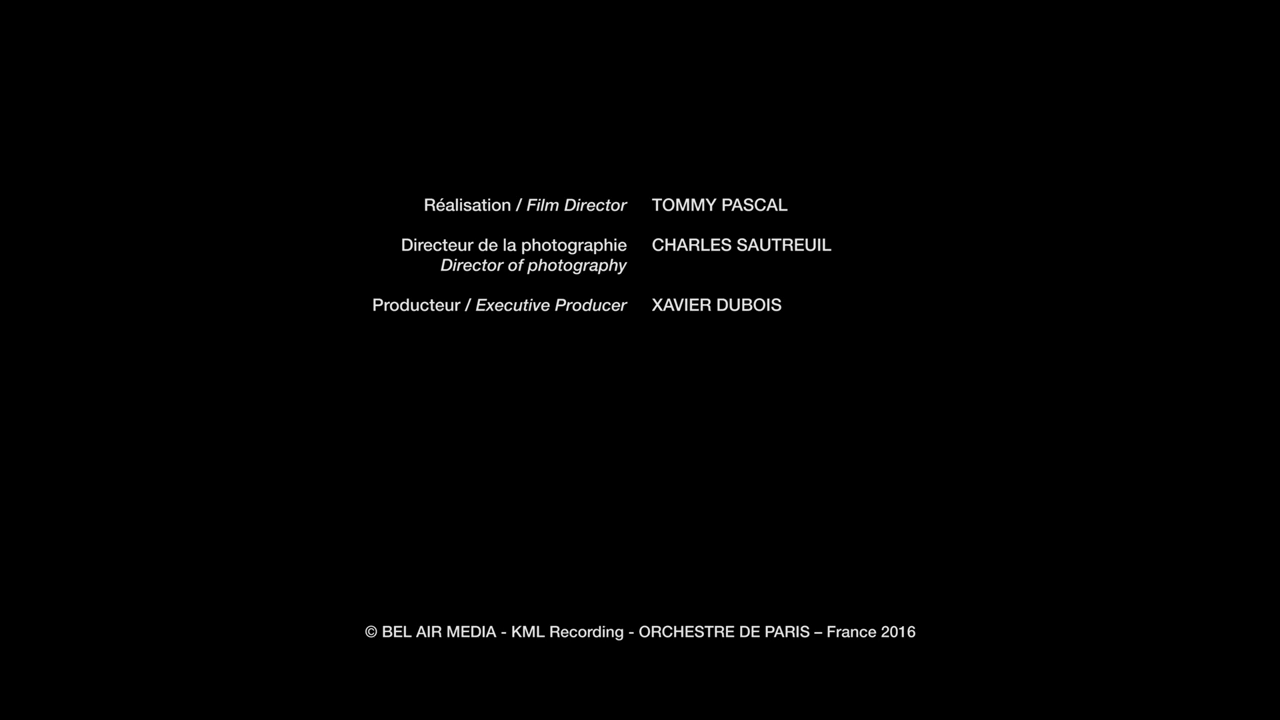 Réalisation / Film Director TOMMY PASCAL
Directeur de la photographie CHARLES SAUTREUIL
Director of photography
Producteur / Executive Producer XAVIER DUBOIS
© BEL AIR MEDIA - KML Recording - ORCHESTRE DE PARIS – France 2016